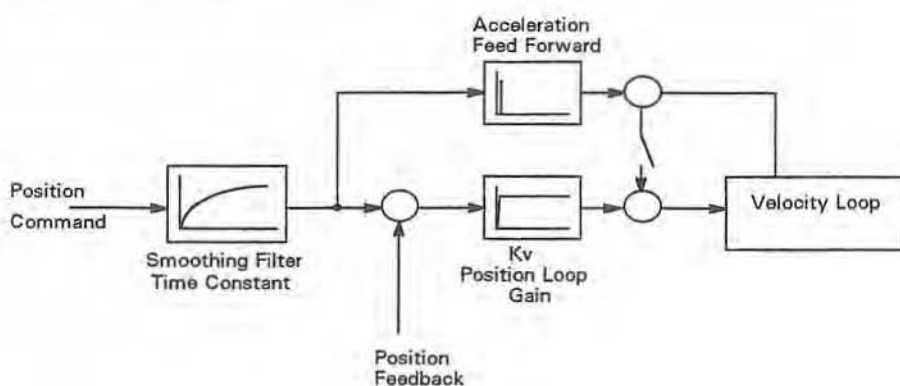 Acceleration
Feed Forward
Position
Command
Smoothing Filter
Time Constant
Kv
Position Loop
Gain
Velocity Loop
Position
Feedback